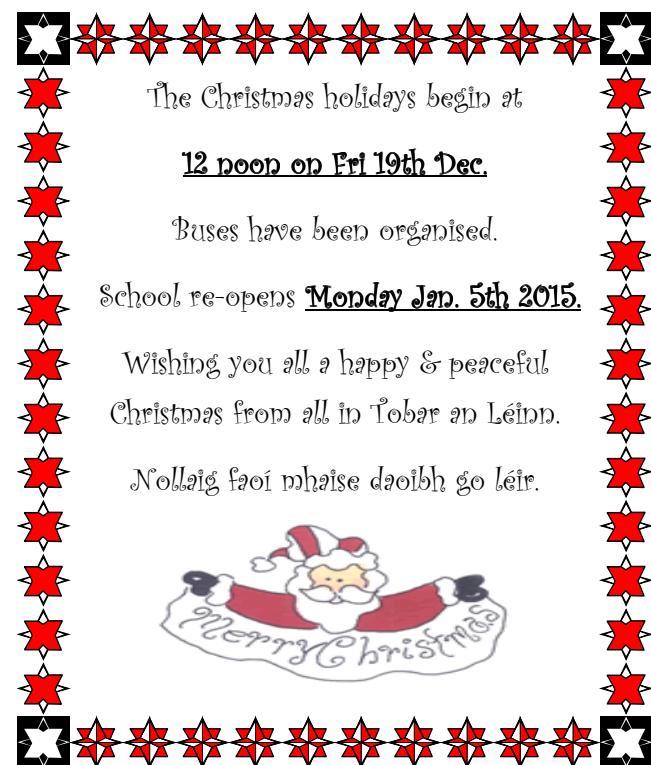 The Christmas holidays begin at
12 noon on Fri 19th Dec.
Buses have been organised.
School re-opens Monday Jan. 5th 2015.
Wishing you all a happy & peaceful
Christmas from all in Tobar an Léinn.
Nollaig faoí mhaise daoibh go léir.
Merry Christmas